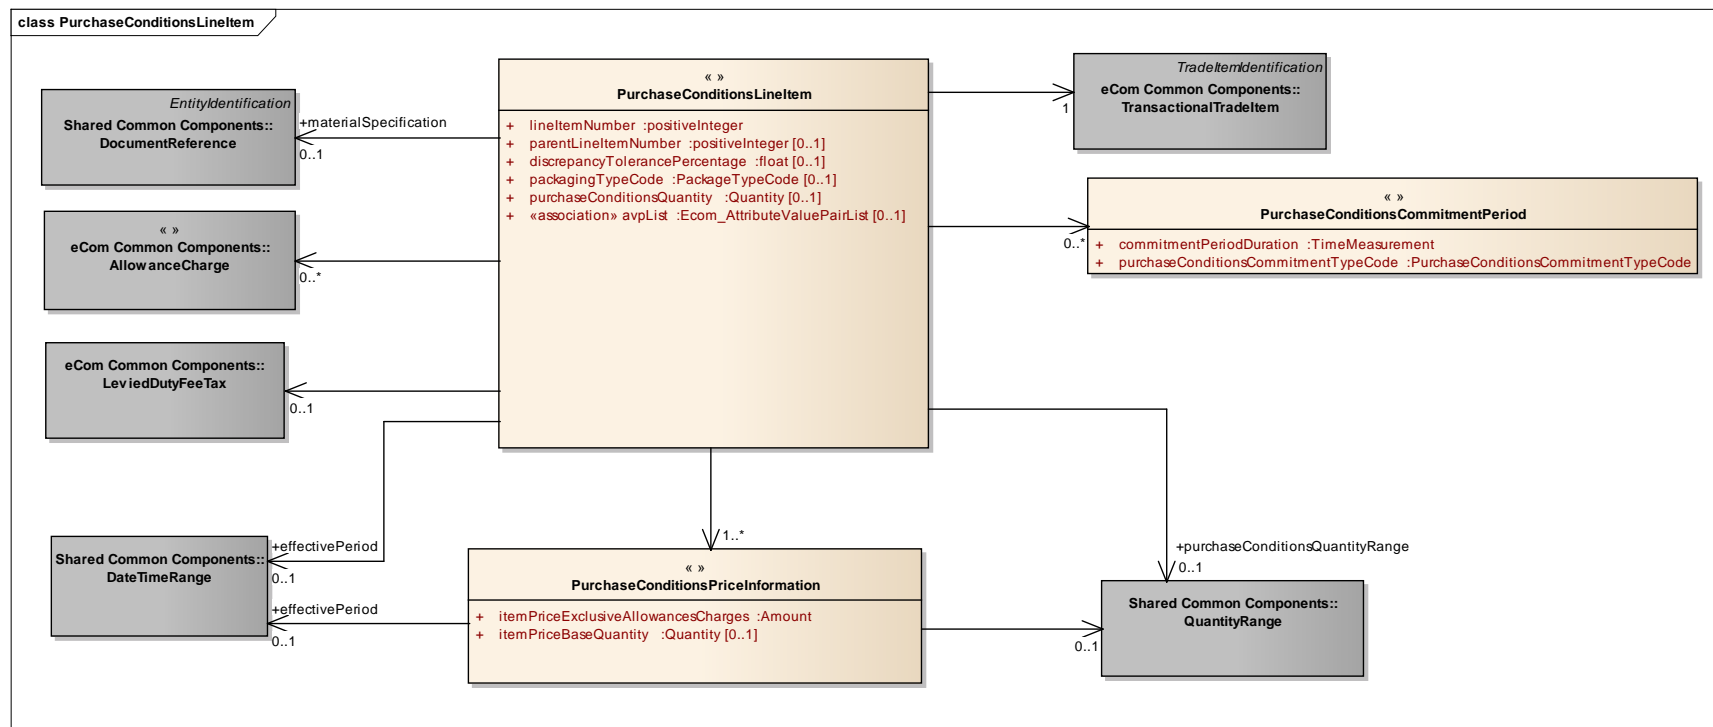 class PurchaseConditionsLineItem
EntityIdentification
Shared Common Components::
DocumentReference
+materialSpecification
0..1
« »
PurchaseConditionsLineItem
+ lineItemNumber :positiveInteger
+ parentLineItemNumber :positiveInteger [0..1]
+ discrepancyTolerancePercentage :float [0..1]
+ packagingTypeCode :PackageTypeCode [0..1]
+ purchaseConditionsQuantity :Quantity [0..1]
+ «association» avpList :Ecom_AttributeValuePairList [0..1]
TradeItemIdentification
eCom Common Components::
TransactionalTradeItem
1
« »
PurchaseConditionsCommitmentPeriod
+ commitmentPeriodDuration :TimeMeasurement
+ purchaseConditionsCommitmentTypeCode :PurchaseConditionsCommitmentTypeCode
0..*
« »
eCom Common Components::
AllowanceCharge
0..*
eCom Common Components::
LeviedDutyFeeTax
0..1
Shared Common Components::
DateTimeRange
+effectivePeriod
0..1
+effectivePeriod
0..1
1..*
« »
PurchaseConditionsPriceInformation
+ itemPriceExclusiveAllowancesCharges :Amount
+ itemPriceBaseQuantity :Quantity [0..1]
+purchaseConditionsQuantityRange
0..1
0..1
Shared Common Components::
QuantityRange